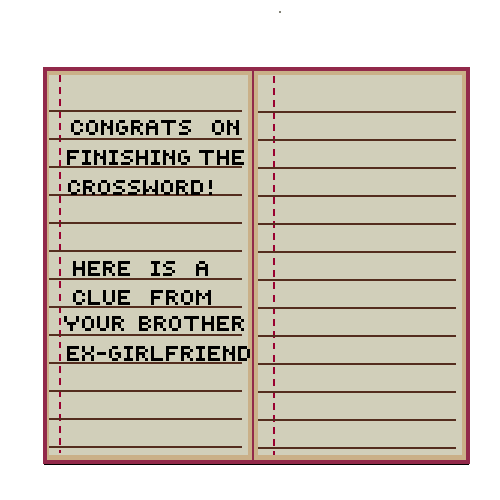 CONGRATS ON
FINISHING THE
CROSSWORD!
HERE IS A
CLUE FROM
YOUR BROTHER
EX-GIRLFRIEND